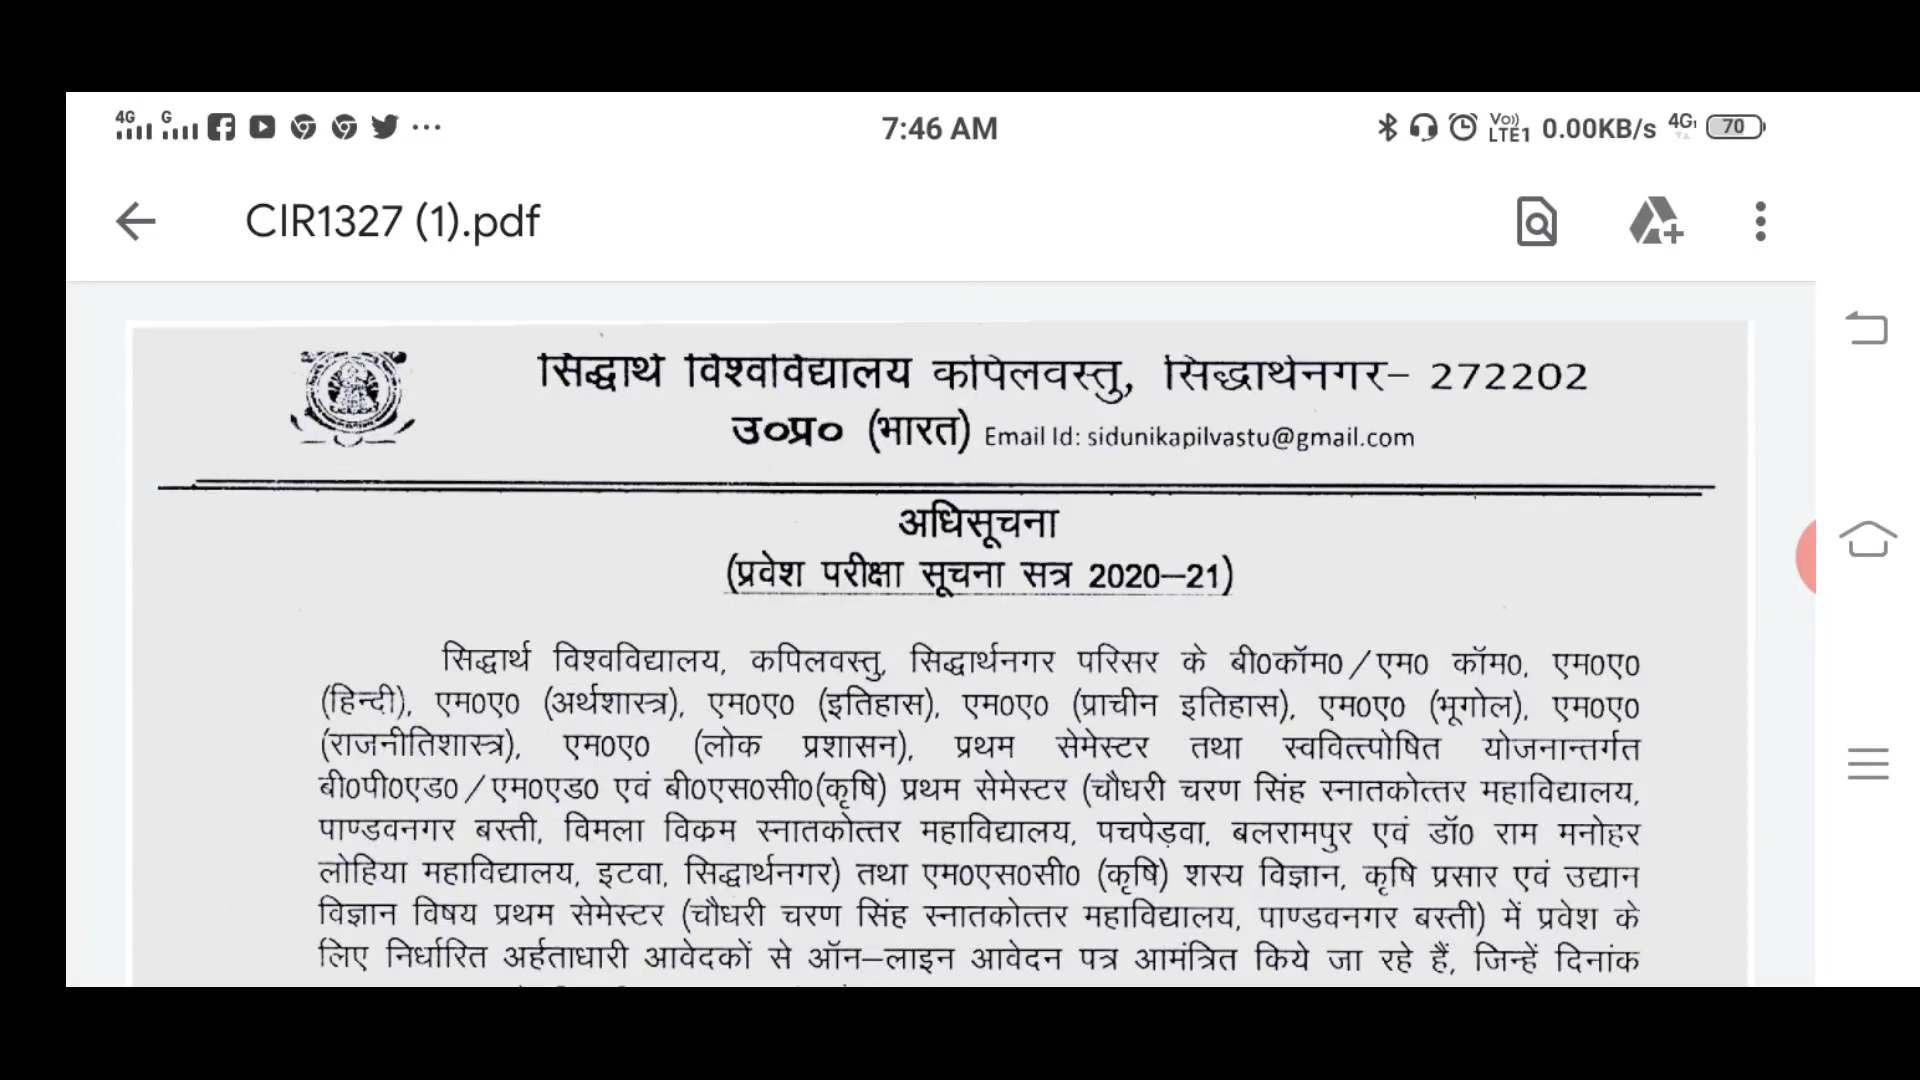 4G G ... 7:46 AM Vo)) LTE1 0.00KB/s 4G 70
CIR1327 (1).pdf
सिद्धार्थ विश्वविद्यालय कपिलवस्तु, सिद्धार्थनगर– 272202
उ०प्र० (भारत) Email Id: sidunikapilvastu@gmail.com
अधिसूचना
(प्रवेश परीक्षा सूचना सत्र 2020–21)
सिद्धार्थ विश्वविद्यालय, कपिलवस्तु, सिद्धार्थनगर परिसर के बी0कॉम0/एम0 कॉम0, एम0ए0
(हिन्दी), एम0ए0 (अर्थशास्त्र), एम0ए0 (इतिहास), एम0ए0 (प्राचीन इतिहास), एम0ए0 (भूगोल), एम0ए0
(राजनीतिशास्त्र), एम0ए0 (लोक प्रशासन), प्रथम सेमेस्टर तथा स्ववित्त्पोषित योजनान्तर्गत
बी0पी0एड0/एम0एड0 एवं बी0एस0सी0(कृषि) प्रथम सेमेस्टर (चौधरी चरण सिंह स्नातकोत्तर महाविद्यालय,
पाण्डवनगर बस्ती, विमला विकम स्नातकोत्तर महाविद्यालय, पचपेड़वा, बलरामपुर एवं डॉ0 राम मनोहर
लोहिया महाविद्यालय, इटवा, सिद्धार्थनगर) तथा एम0एस0सी0 (कृषि) शस्य विज्ञान, कृषि प्रसार एवं उद्यान
विज्ञान विषय प्रथम सेमेस्टर (चौधरी चरण सिंह स्नातकोत्तर महाविद्यालय, पाण्डवनगर बस्ती) में प्रवेश के
लिए निर्धारित अर्हताधारी आवेदकों से ऑन–लाइन आवेदन पत्र आमंत्रित किये जा रहे हैं, जिन्हें दिनांक